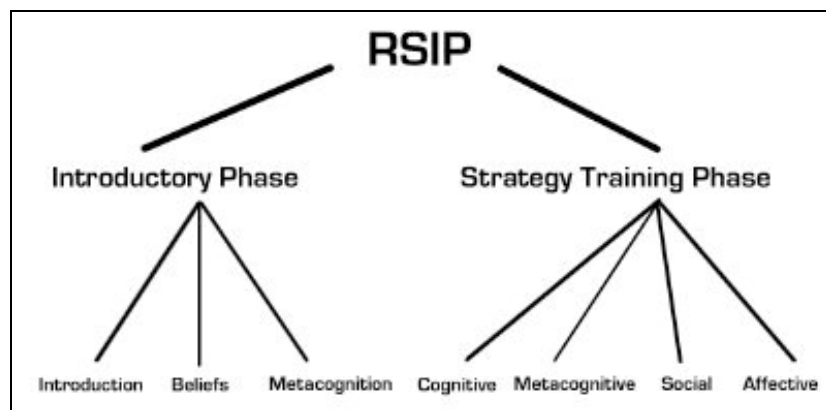 RSIP
Introductory Phase Strategy Training Phase
Introduction Beliefs Metacognition Cognitive Metacognitive Social Affective